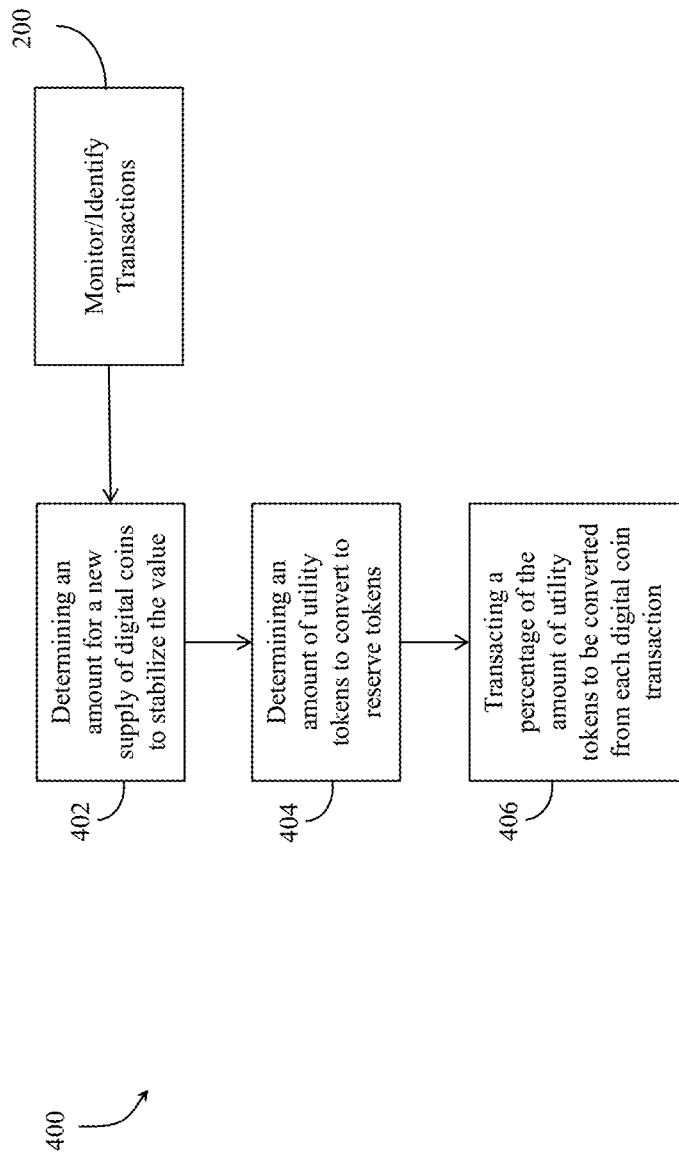 400
200
Monitor/Identify
Transactions
402
Determining an
amount for a new
supply of digital coins
to stabilize the value
404
Determining an
amount of utility
tokens to convert to
reserve tokens
406
Transacting a
percentage of the
amount of utility
tokens to be converted
from each digital coin
transaction